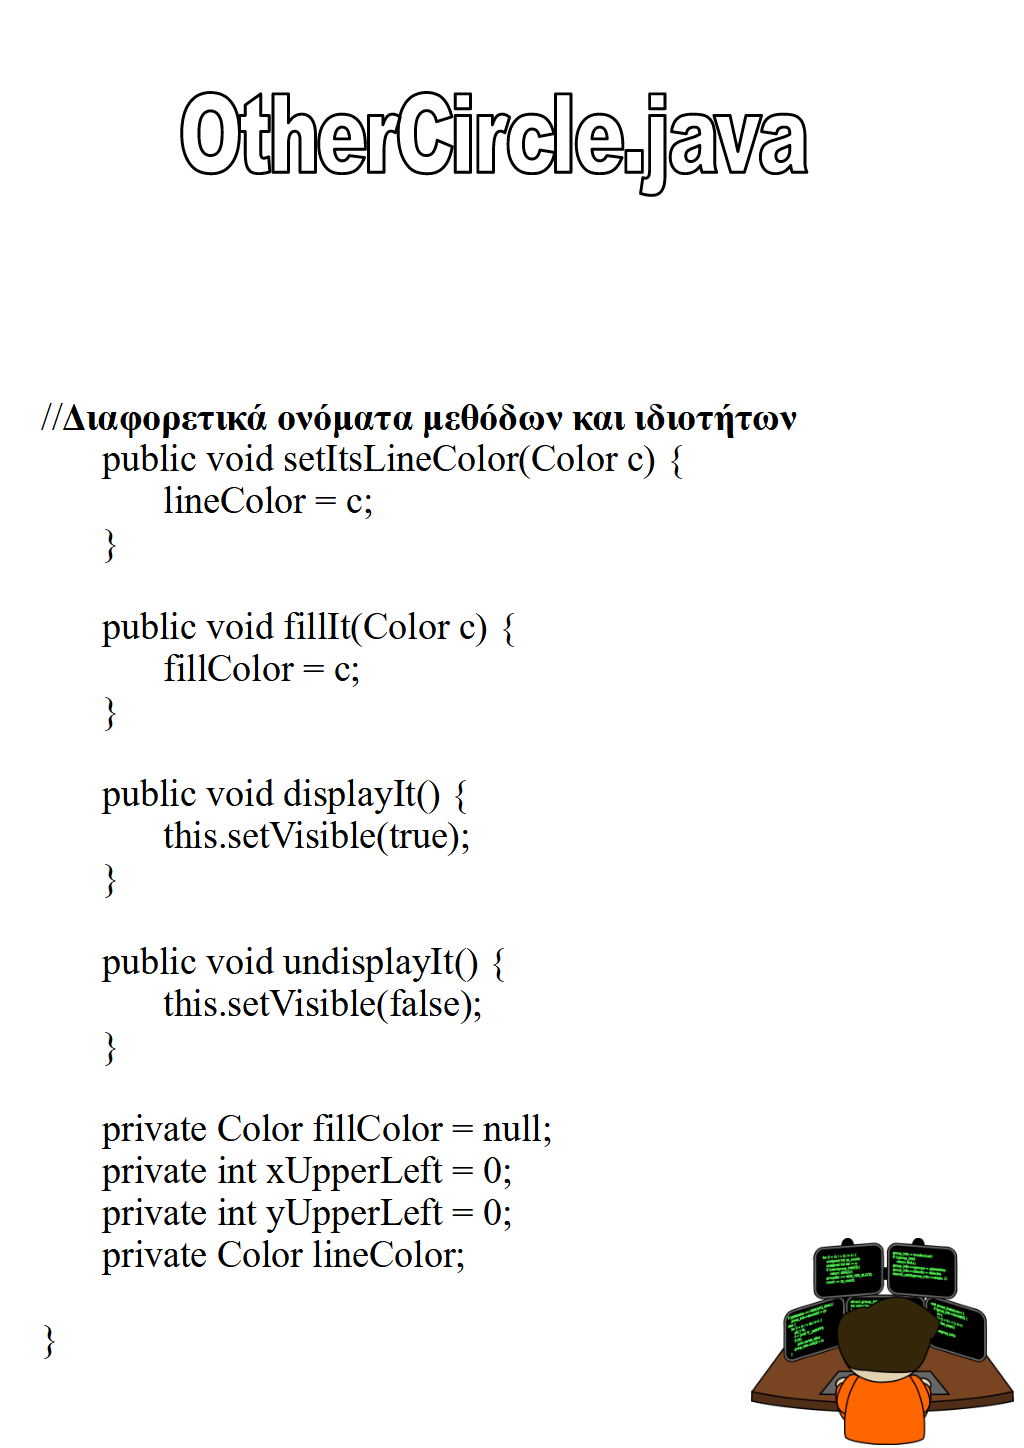 OtherCircle.java
//Διαφορετικά ονόματα μεθόδων και ιδιοτήτων
public void setItsLineColor(Color c) {
lineColor = c;
}
public void fillIt(Color c) {
fillColor = c;
}
public void displayIt() {
this.setVisible(true);
}
public void undisplayIt() {
this.setVisible(false);
}
private Color fillColor = null;
private int xUpperLeft = 0;
private int yUpperLeft = 0;
private Color lineColor;
}